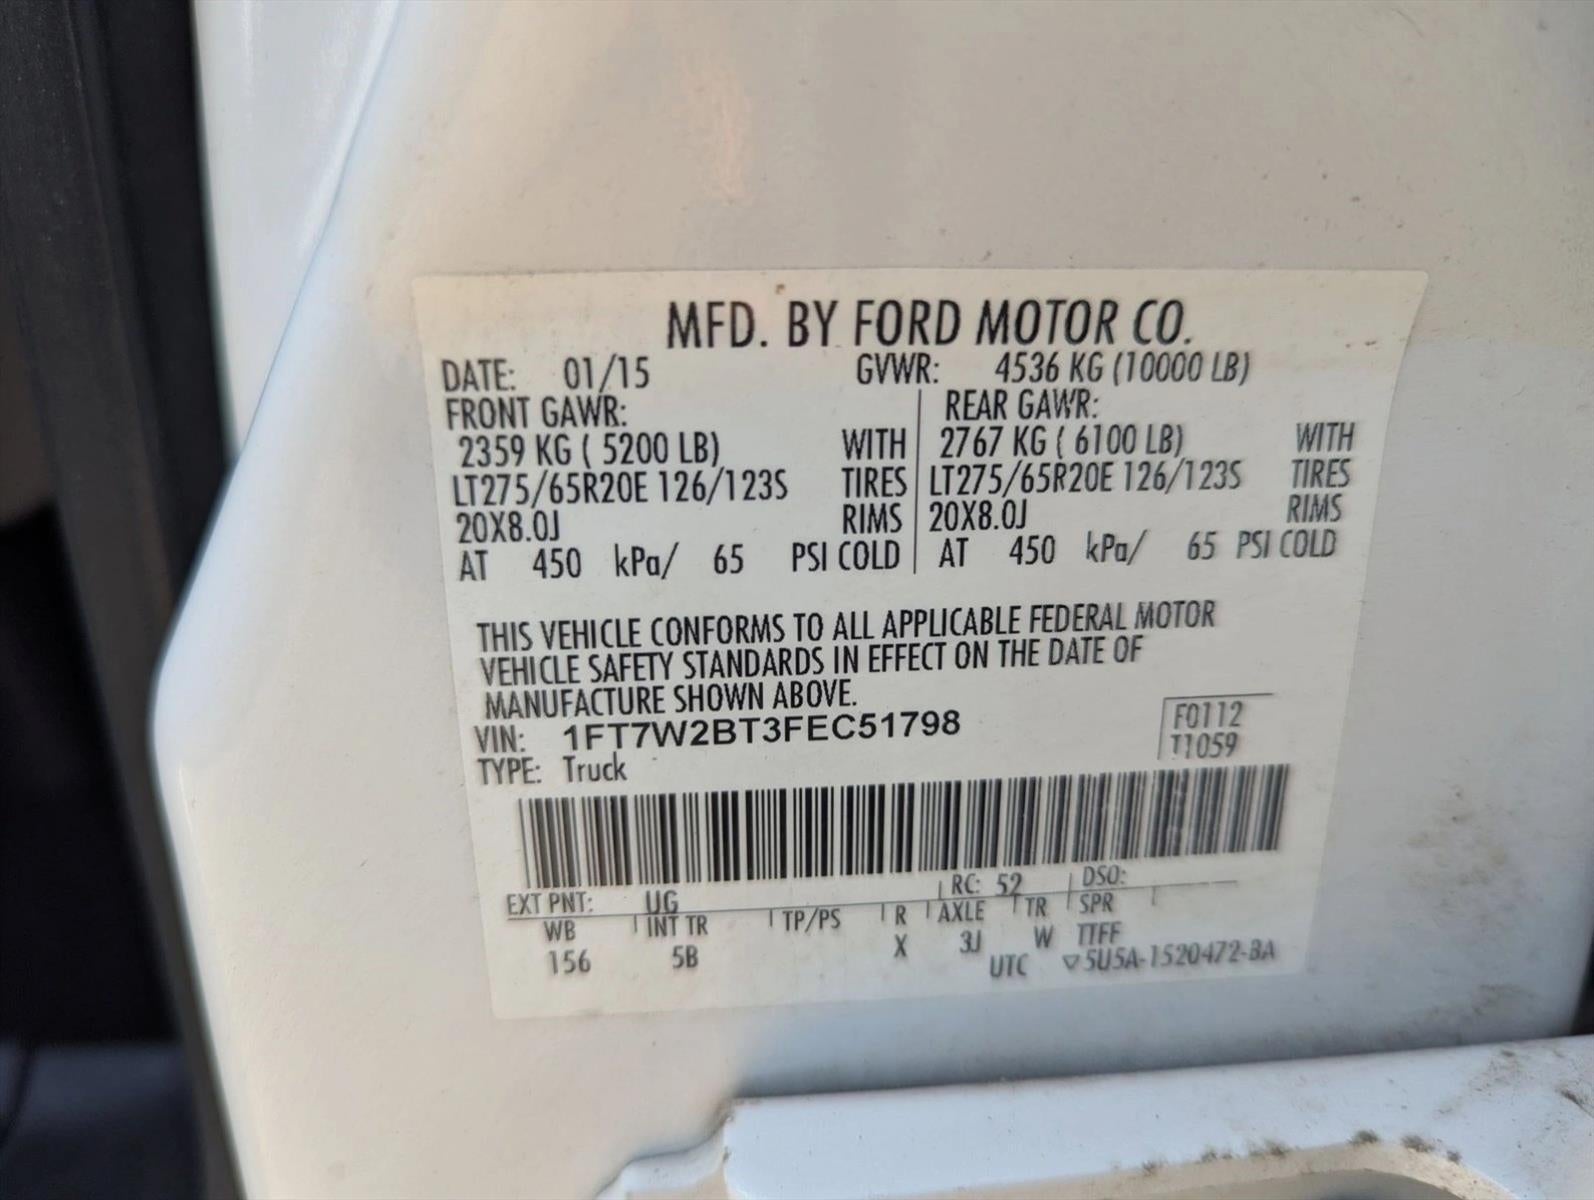 MFD. BY FORD MOTOR CO.
DATE: 01/15 GVWR: 4536 KG (10000 LB)
FRONT GAWR: REAR GAWR:
2359 KG ( 5200 LB) WITH 2767 KG ( 6100 LB) WITH
LT275/65R20E 126/123S TIRES LT275/65R20E 126/123S TIRES
20X8.0J RIMS 20X8.0J RIMS
AT 450 kPa/ 65 PSI COLD AT 450 kPa/ 65 PSI COLD
THIS VEHICLE CONFORMS TO ALL APPLICABLE FEDERAL MOTOR
VEHICLE SAFETY STANDARDS IN EFFECT ON THE DATE OF
MANUFACTURE SHOWN ABOVE.
VIN: 1FT7W2BT3FEC51798 F0112
TYPE: Truck T1059
EXT PNT: UG RC: 52 DSO:
WB INT TR TP/PS R AXLE TR SPR
156 5B X 3J W TTFF
UTC ▽5U5A-1520472-BA